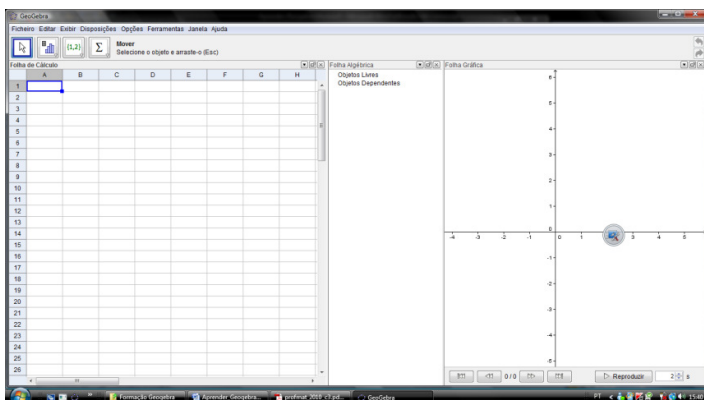 GeoGebra
Ficheiro Editar Exibir Disposições Opções Ferramentas Janela Ajuda
{1,2} Σ Mover
Selecione o objeto e arraste-o (Esc)
Folha de Cálculo
Folha Algébrica
Folha Gráfica
A B C D E F G H
Objetos Livres
Objetos Dependentes
1
2
3
4
5
6
7
8
9
10
11
12
13
14
15
16
17
18
19
20
21
22
23
24
25
26
6
5
4
3
2
1
0
-4 -3 -2 -1 0 1 3 4 5
-1
-2
-3
-4
-5
0 / 0
Reproduzir
2 s
Formação Geogebra
Aprender Geogebra...
profmat_2010_c3.pd...
GeoGebra
PT
15:40